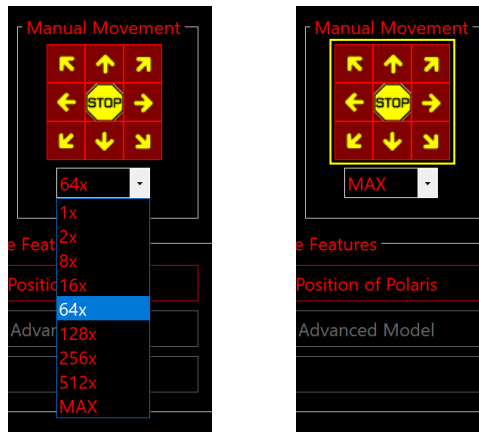 Manual Movement
STOP
64x
1x
2x
8x
16x
64x
128x
256x
512x
MAX
e Feat
Positic
Advar
Manual Movement
STOP
MAX
e Features
Position of Polaris
Advanced Model